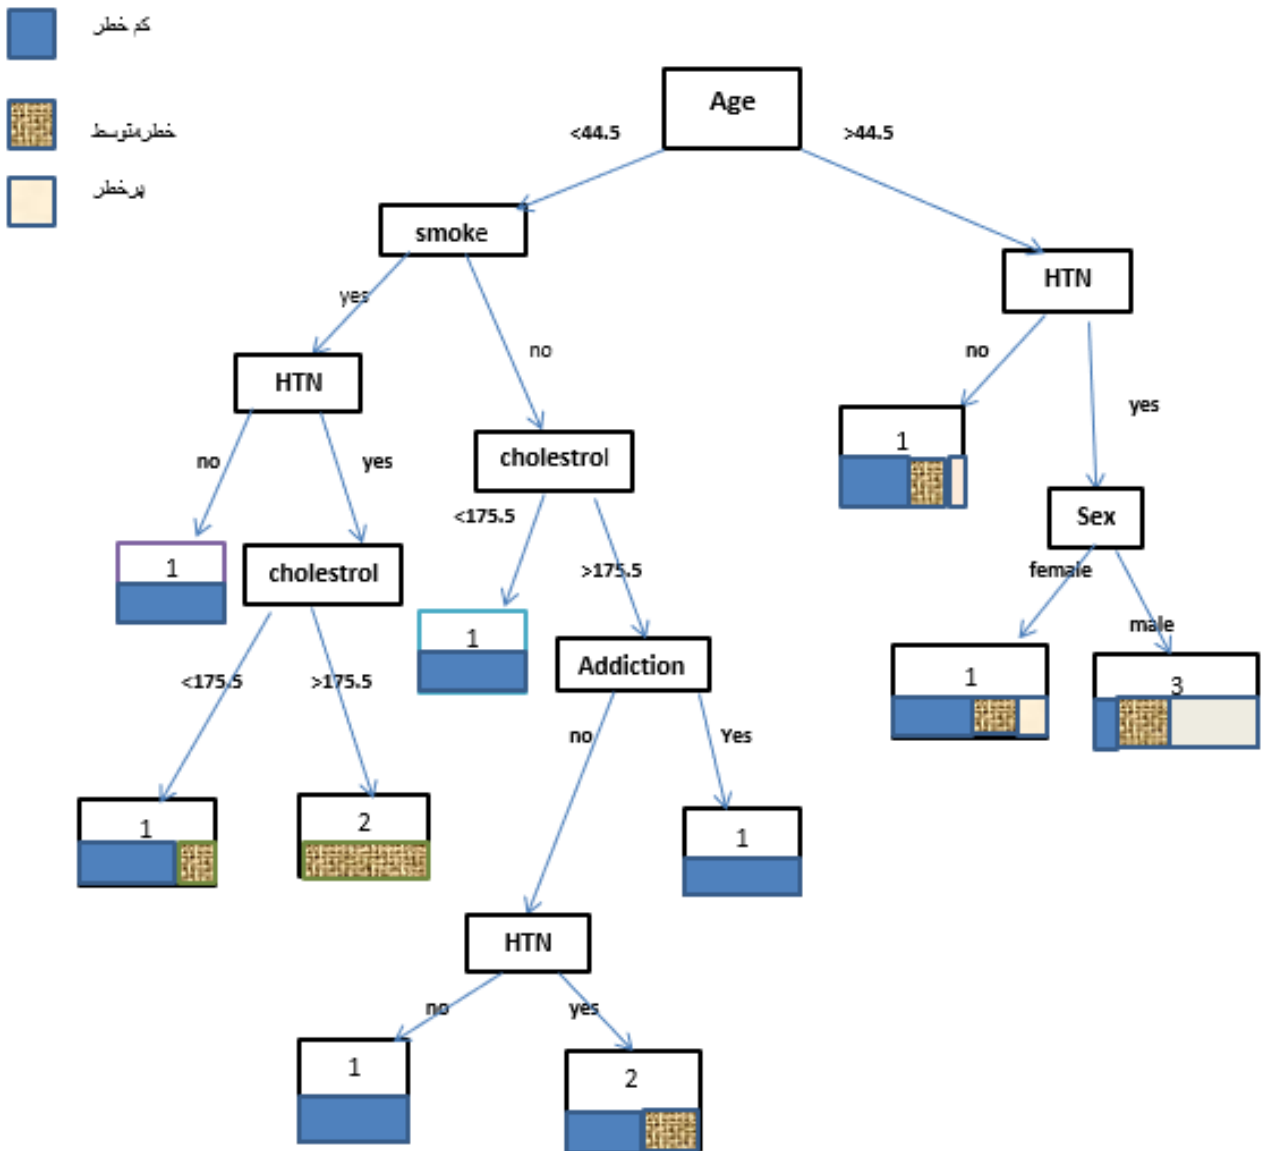 کم خطر
خطرمتوسط
پرخطر
Age
<44.5
>44.5
smoke
HTN
yes
no
HTN
no
yes
cholestrol
1
Sex
no
yes
<175.5
>175.5
female
male
1
cholestrol
1
Addiction
1
3
<175.5
>175.5
no
Yes
1
2
1
HTN
no
yes
1
2